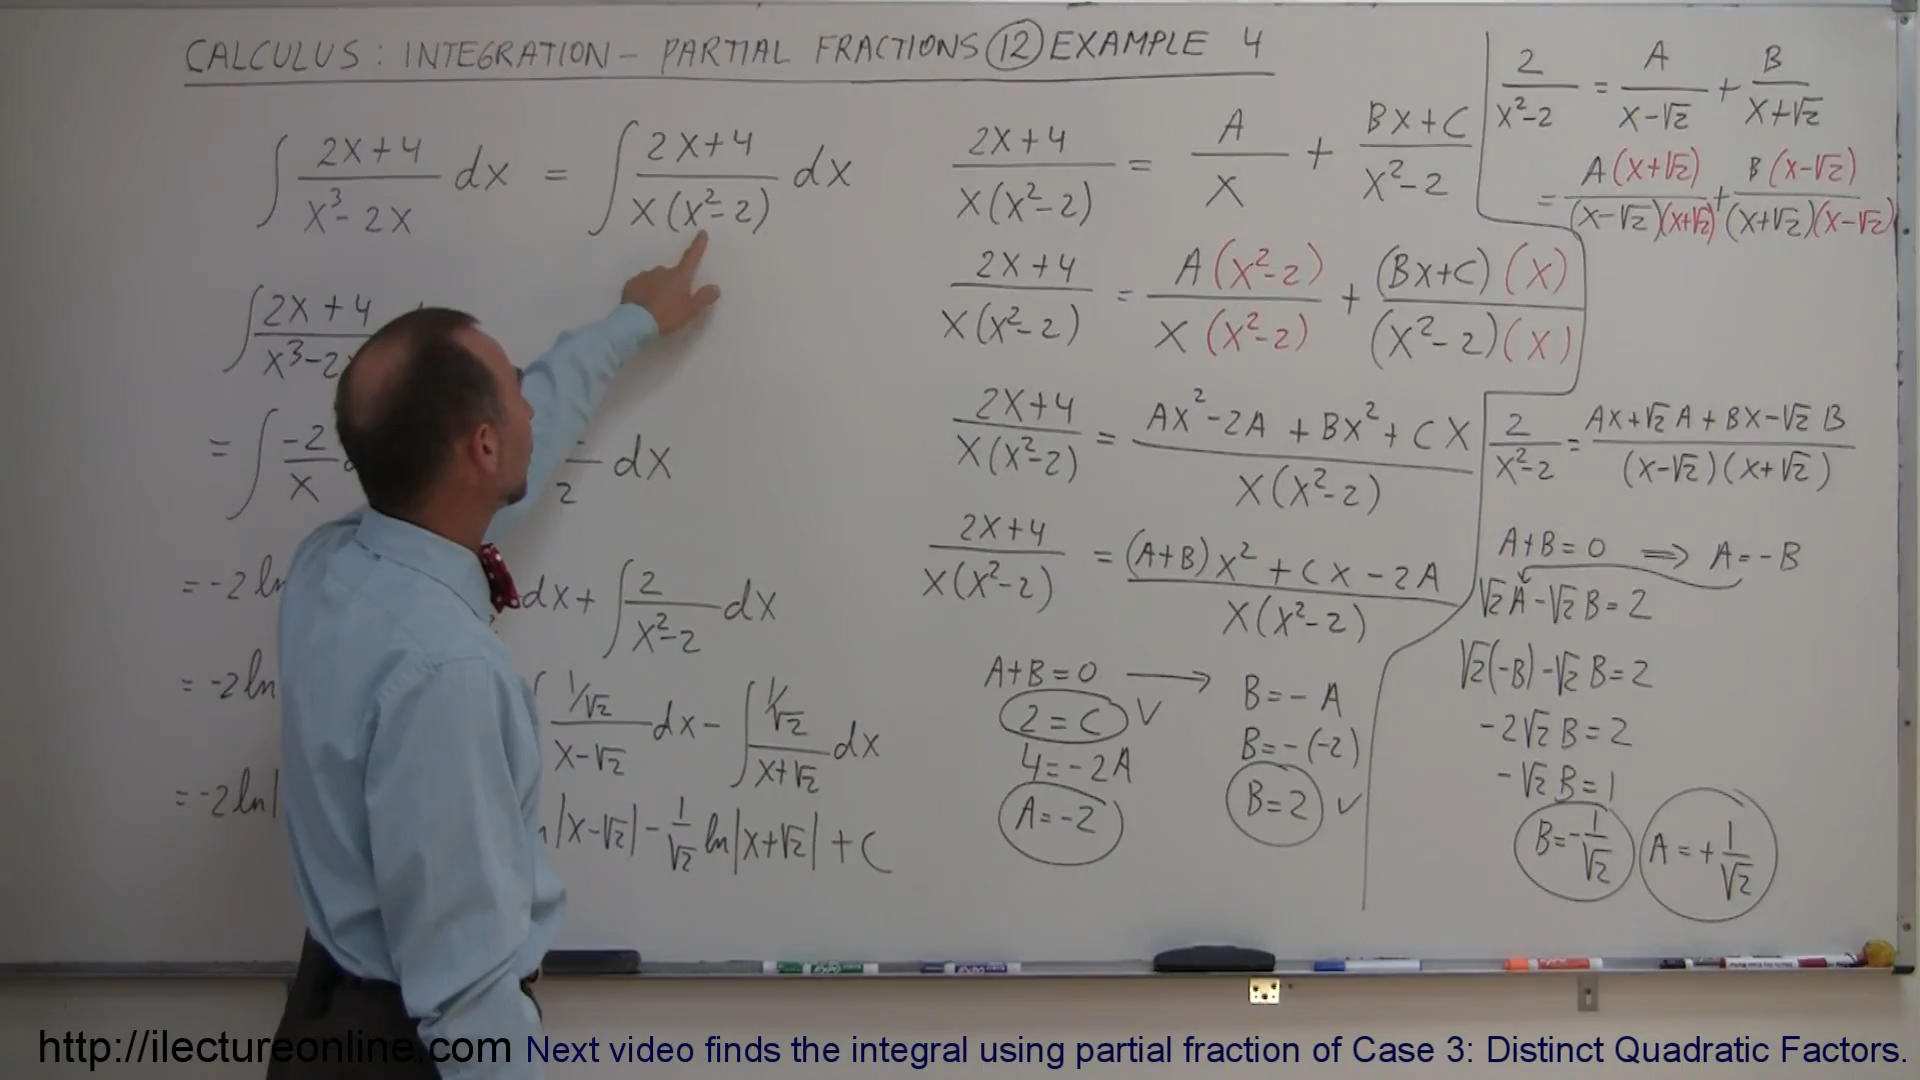 CALCULUS: INTEGRATION – PARTIAL FRACTIONS (12) EXAMPLE 4
∫ (2X+4)/(X³-2X) dX = ∫ (2X+4)/(X(X²-2)) dX
∫ (2X+4)/(X³-2
= ∫ -2/X
2 dX
= -2 ln
dX + ∫ 2/(X²-2) dX
= -2 ln
∫ (1/√2)/(X-√2) dX - ∫ (1/√2)/(X+√2) dX
= -2 ln|
|X-√2| - 1/√2 ln|X+√2| + C
(2X+4)/(X(X²-2)) = A/X + (BX+C)/(X²-2)
(2X+4)/(X(X²-2)) = A(X²-2)/(X(X²-2)) + (BX+C)(X)/((X²-2)(X))
(2X+4)/(X(X²-2)) = (AX²-2A+BX²+CX)/(X(X²-2))
(2X+4)/(X(X²-2)) = ((A+B)X²+CX-2A)/(X(X²-2))
A+B=0 → B=-A
2=C √
B=-(-2)
4=-2A
B=2 √
A=-2
2/(X²-2) = A/(X-√2) + B/(X+√2)
= A(X+√2)/((X-√2)(X+√2)) + B(X-√2)/((X+√2)(X-√2))
2/(X²-2) = (AX+√2A+BX-√2B)/((X-√2)(X+√2))
A+B=0 ⇒ A=-B
√2A-√2B=2
√2(-B)-√2B=2
-2√2B=2
-√2B=1
B=-1/√2 A=+1/√2
http://ilectureonline.com Next video finds the integral using partial fraction of Case 3: Distinct Quadratic Factors.